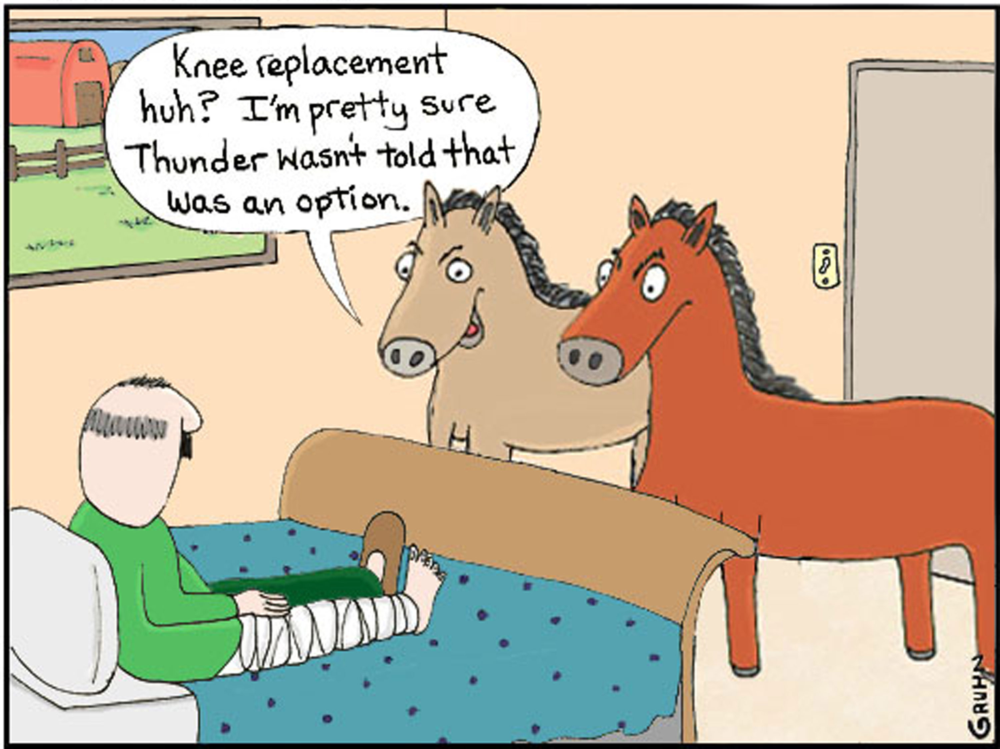 Knee replacement
huh? I'm pretty sure
Thunder wasn't told that
was an option.
GRUHN